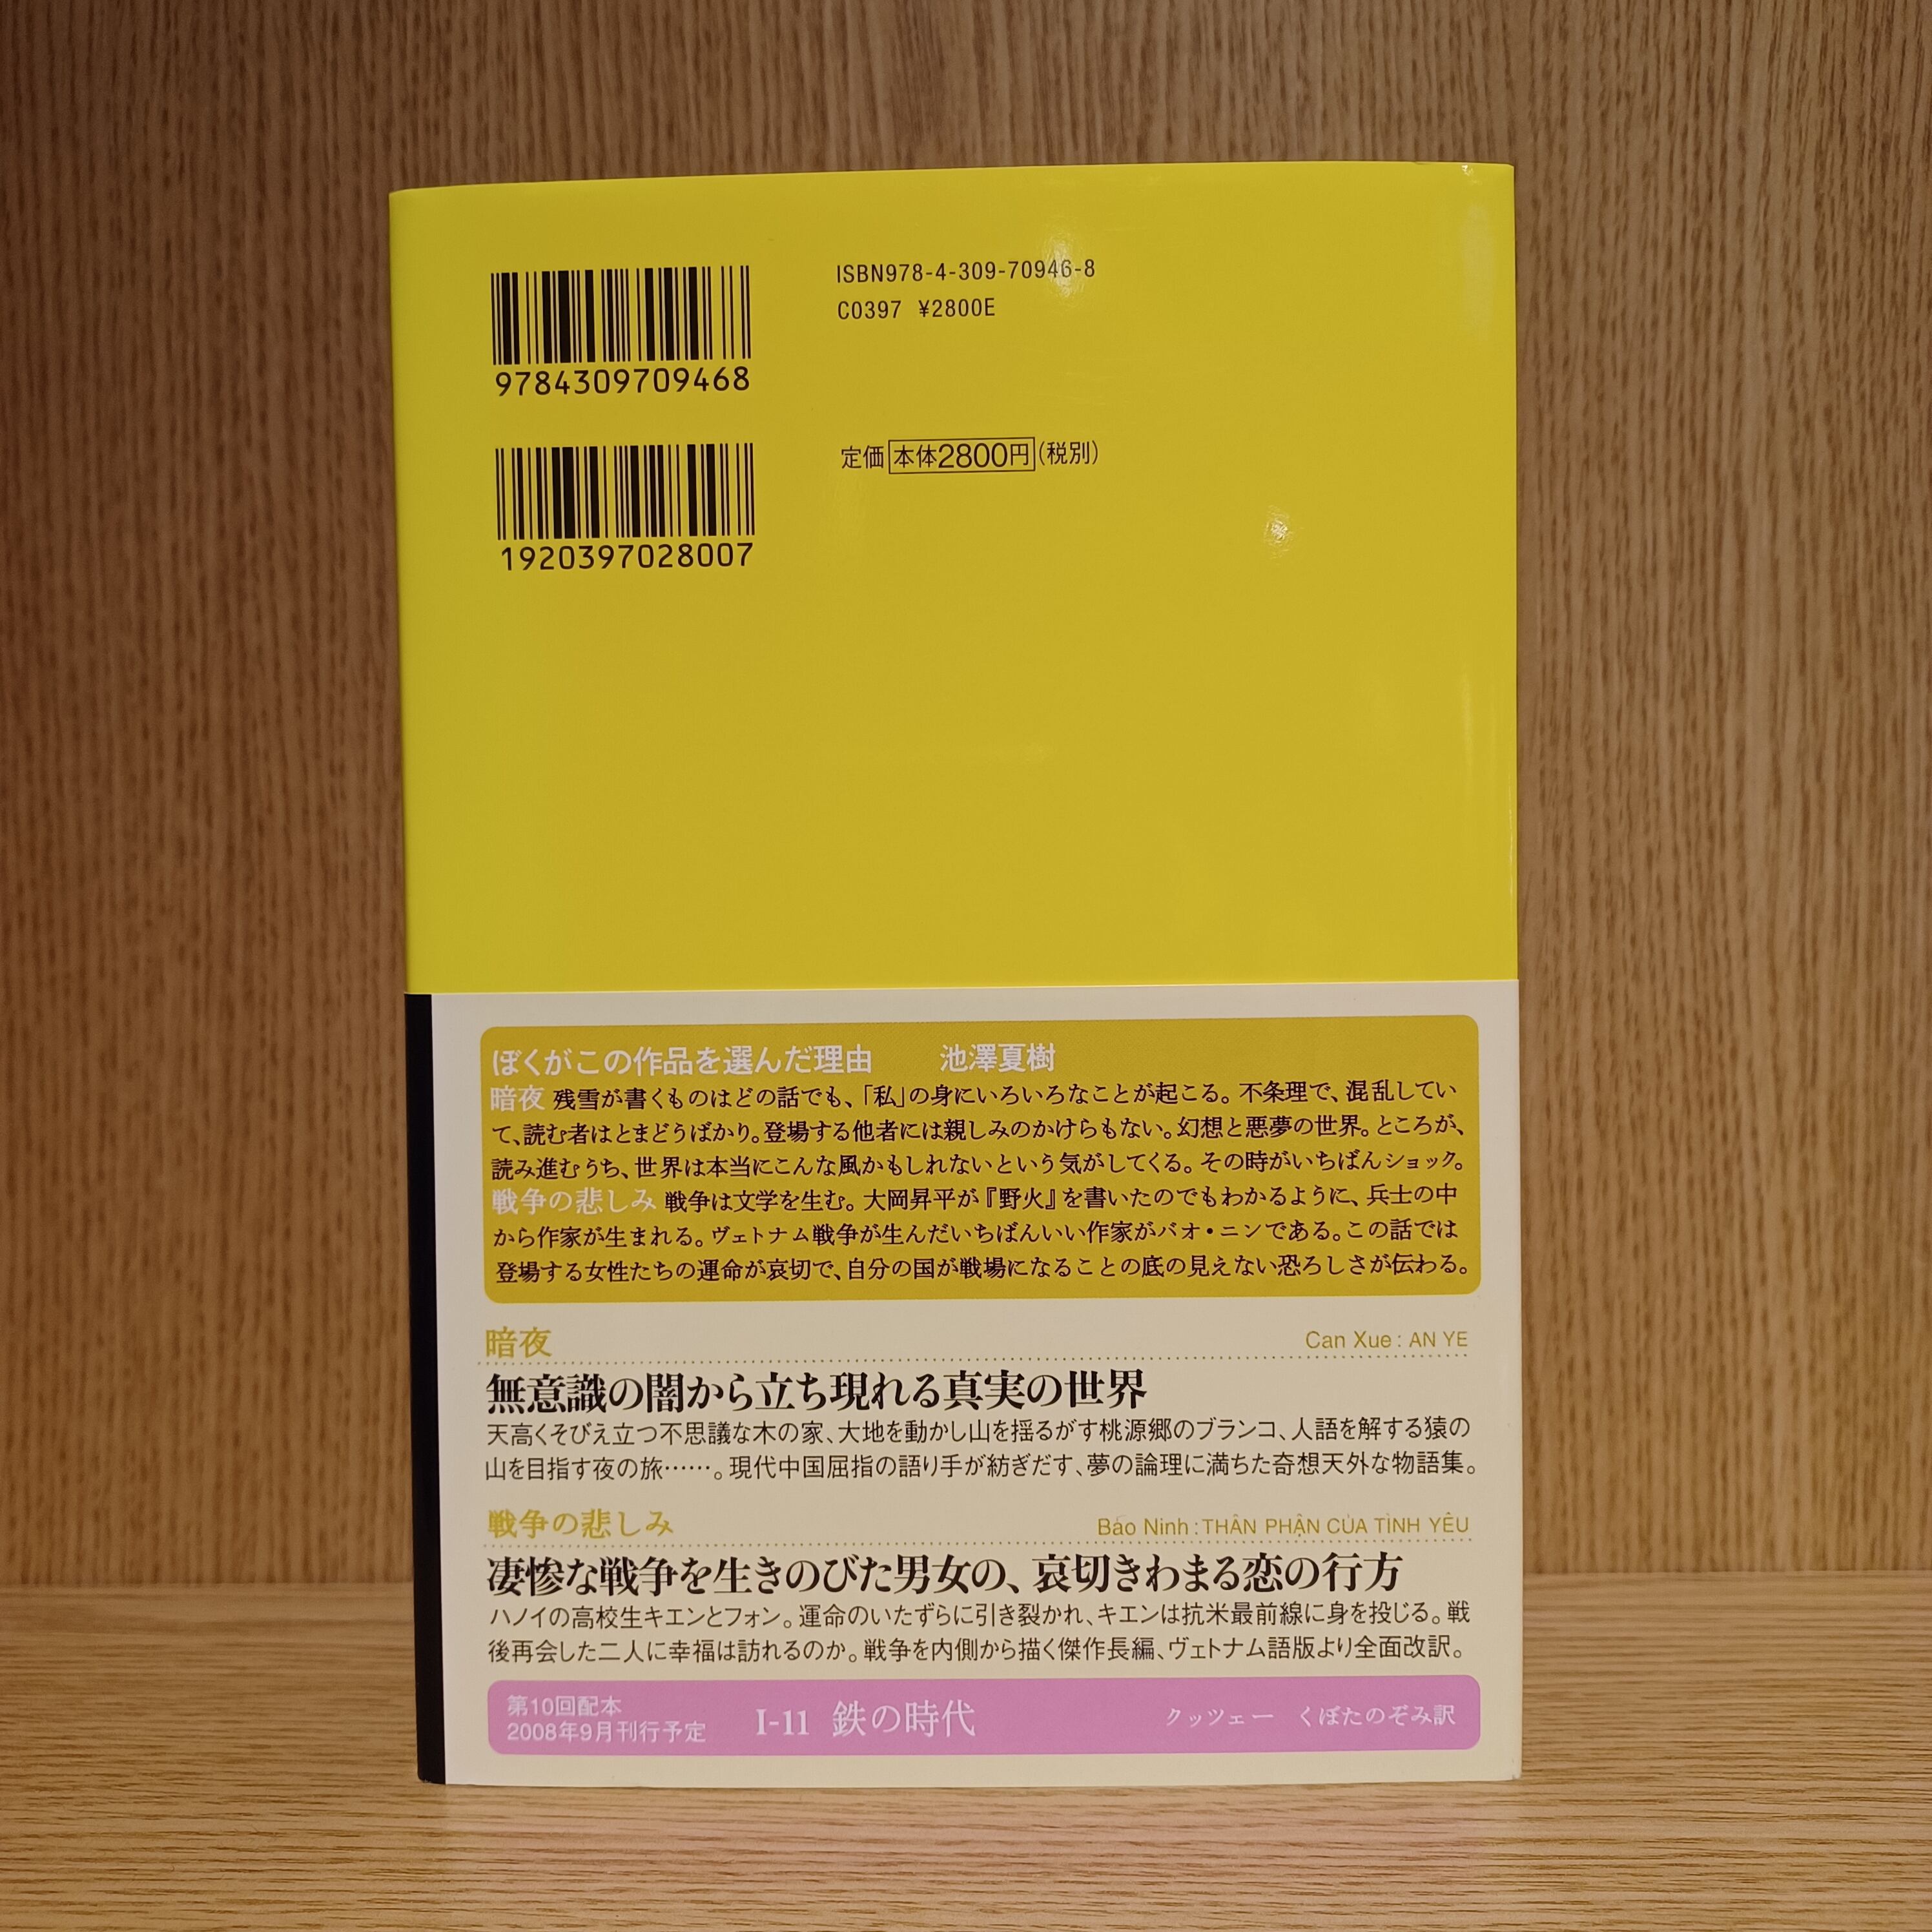 9784309709468
ISBN978-4-309-70946-8
C0397 ¥2800E
1920397028007
定価 本体2800円(税別)
ぼくがこの作品を選んだ理由 池澤夏樹
暗夜 残雪が書くものはどの話でも、「私」の身にいろいろなことが起こる。不条理で、混乱してい
て、読む者はとまどうばかり。登場する他者には親しみのかけらもない。幻想と悪夢の世界。ところが、
読み進むうち、世界は本当にこんな風かもしれないという気がしてくる。その時がいちばんショック。
戦争の悲しみ 戦争は文学を生む。大岡昇平が『野火』を書いたのでもわかるように、兵士の中
から作家が生まれる。ヴェトナム戦争が生んだいちばんいい作家がバオ・ニンである。この話では
登場する女性たちの運命が哀切で、自分の国が戦場になることの底の見えない恐ろしさが伝わる。
暗夜 Can Xue : AN YE
無意識の闇から立ち現れる真実の世界
天高くそびえ立つ不思議な木の家、大地を動かし山を揺るがす桃源郷のブランコ、人語を解する猿の
山を目指す夜の旅……。現代中国屈指の語り手が紡ぎだす、夢の論理に満ちた奇想天外な物語集。
戦争の悲しみ Bảo Ninh : THÂN PHẬN CỦA TÌNH YÊU
凄惨な戦争を生きのびた男女の、哀切きわまる恋の行方
ハノイの高校生キエンとフォン。運命のいたずらに引き裂かれ、キエンは抗米最前線に身を投じる。戦
後再会した二人に幸福は訪れるのか。戦争を内側から描く傑作長編、ヴェトナム語版より全面改訳。
第10回配本
2008年9月刊行予定
I-11 鉄の時代 クッツェー くぼたのぞみ訳